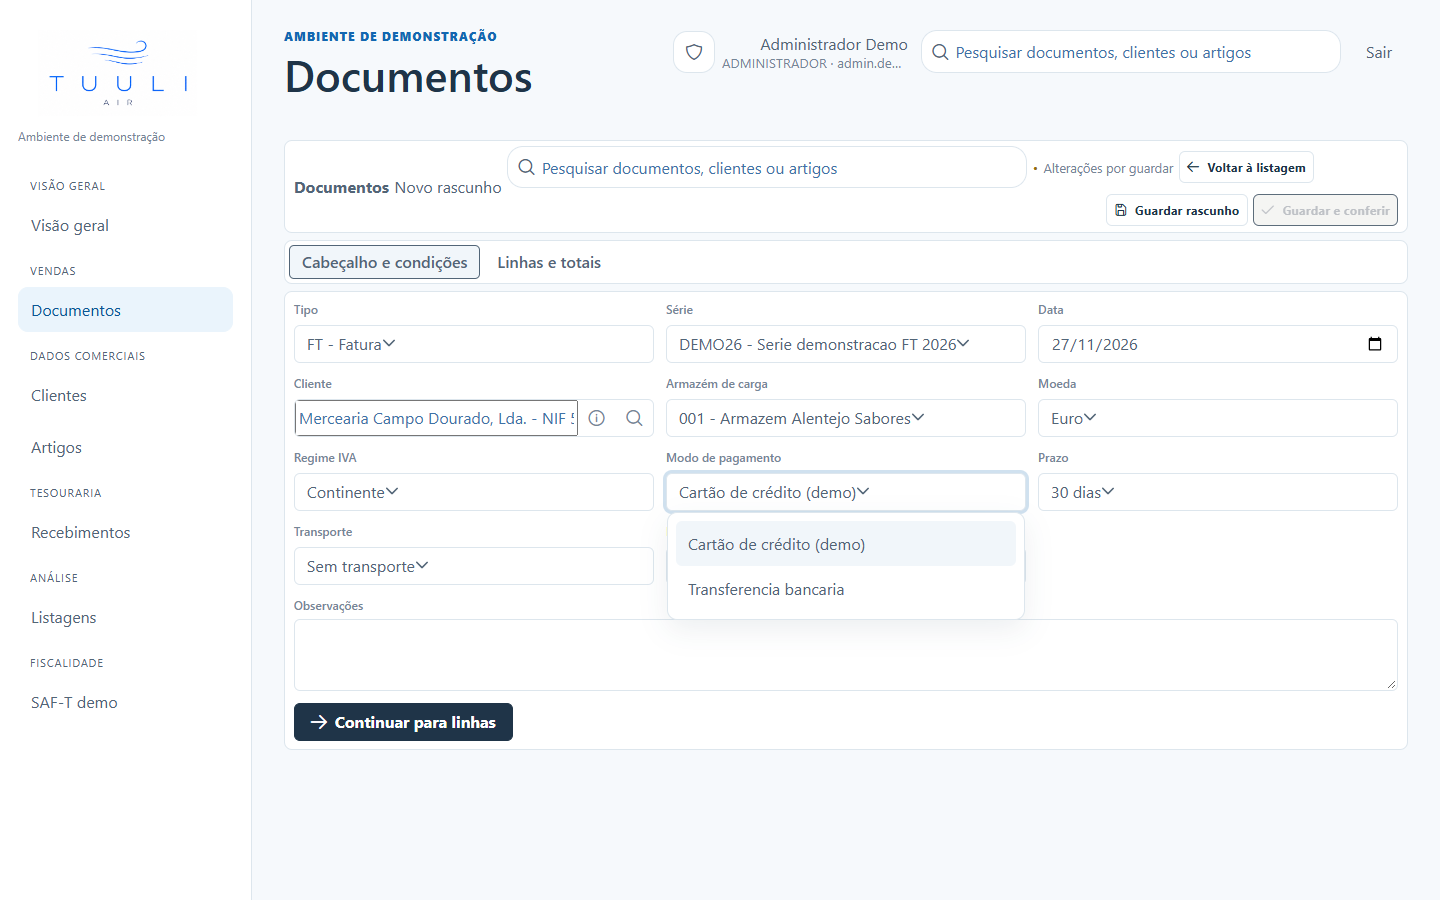 TUULI
AIR
Ambiente de demonstração
VISÃO GERAL
Visão geral
VENDAS
Documentos
DADOS COMERCIAIS
Clientes
Artigos
TESOURARIA
Recebimentos
ANÁLISE
Listagens
FISCALIDADE
SAF-T demo
AMBIENTE DE DEMONSTRAÇÃO
Documentos
Administrador Demo
ADMINISTRADOR · admin.de...
Pesquisar documentos, clientes ou artigos
Sair
Documentos Novo rascunho
Pesquisar documentos, clientes ou artigos
• Alterações por guardar
Voltar à listagem
Guardar rascunho
Guardar e conferir
Cabeçalho e condições
Linhas e totais
Tipo
FT - Fatura
Série
DEMO26 - Serie demonstracao FT 2026
Data
27/11/2026
Cliente
Mercearia Campo Dourado, Lda. - NIF
Armazém de carga
001 - Armazem Alentejo Sabores
Moeda
Euro
Regime IVA
Continente
Modo de pagamento
Cartão de crédito (demo)
Prazo
30 dias
Cartão de crédito (demo)
Transferencia bancaria
Transporte
Sem transporte
Observações
Continuar para linhas